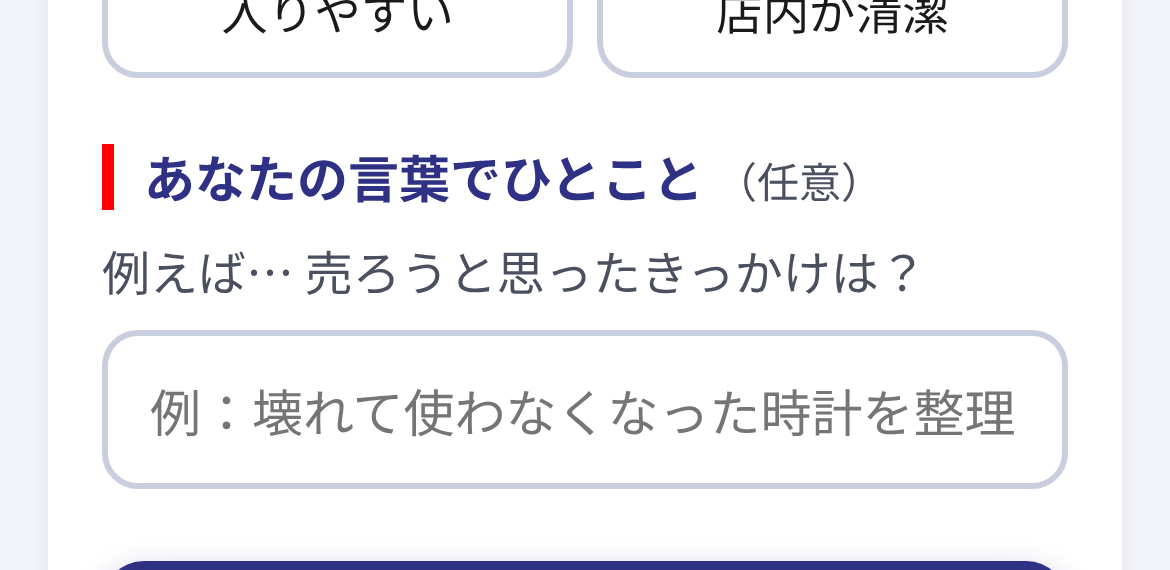 入りやすい
店内が清潔
あなたの言葉でひとこと（任意）
例えば… 売ろうと思ったきっかけは？
例：壊れて使わなくなった時計を整理